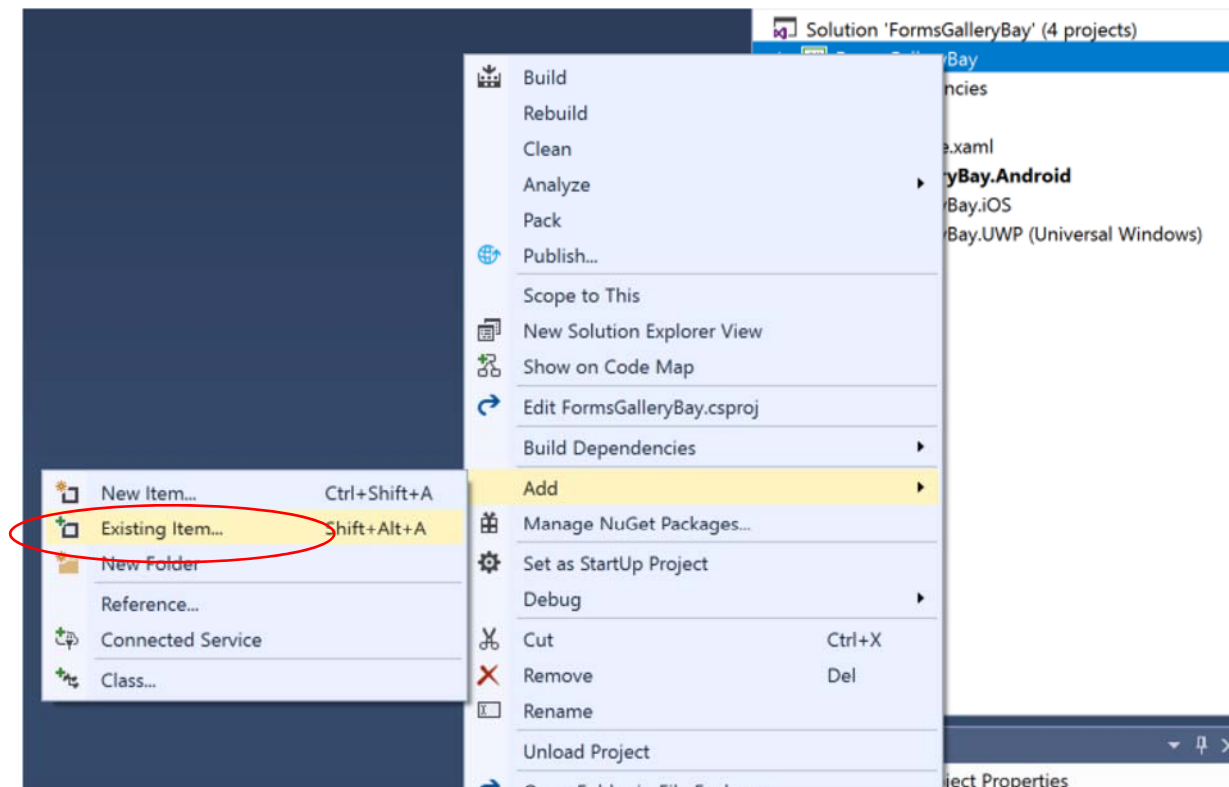 Solution 'FormsGalleryBay' (4 projects)
Bay
ncies
e.xaml
yBay.Android
Bay.iOS
Bay.UWP (Universal Windows)
Build
Rebuild
Clean
Analyze
Pack
Publish...
Scope to This
New Solution Explorer View
Show on Code Map
Edit FormsGalleryBay.csproj
Build Dependencies
Add
Manage NuGet Packages...
Set as StartUp Project
Debug
Cut Ctrl+X
Remove Del
Rename
Unload Project
New Item... Ctrl+Shift+A
Existing Item... Shift+Alt+A
New Folder
Reference...
Connected Service
Class...
ject Properties